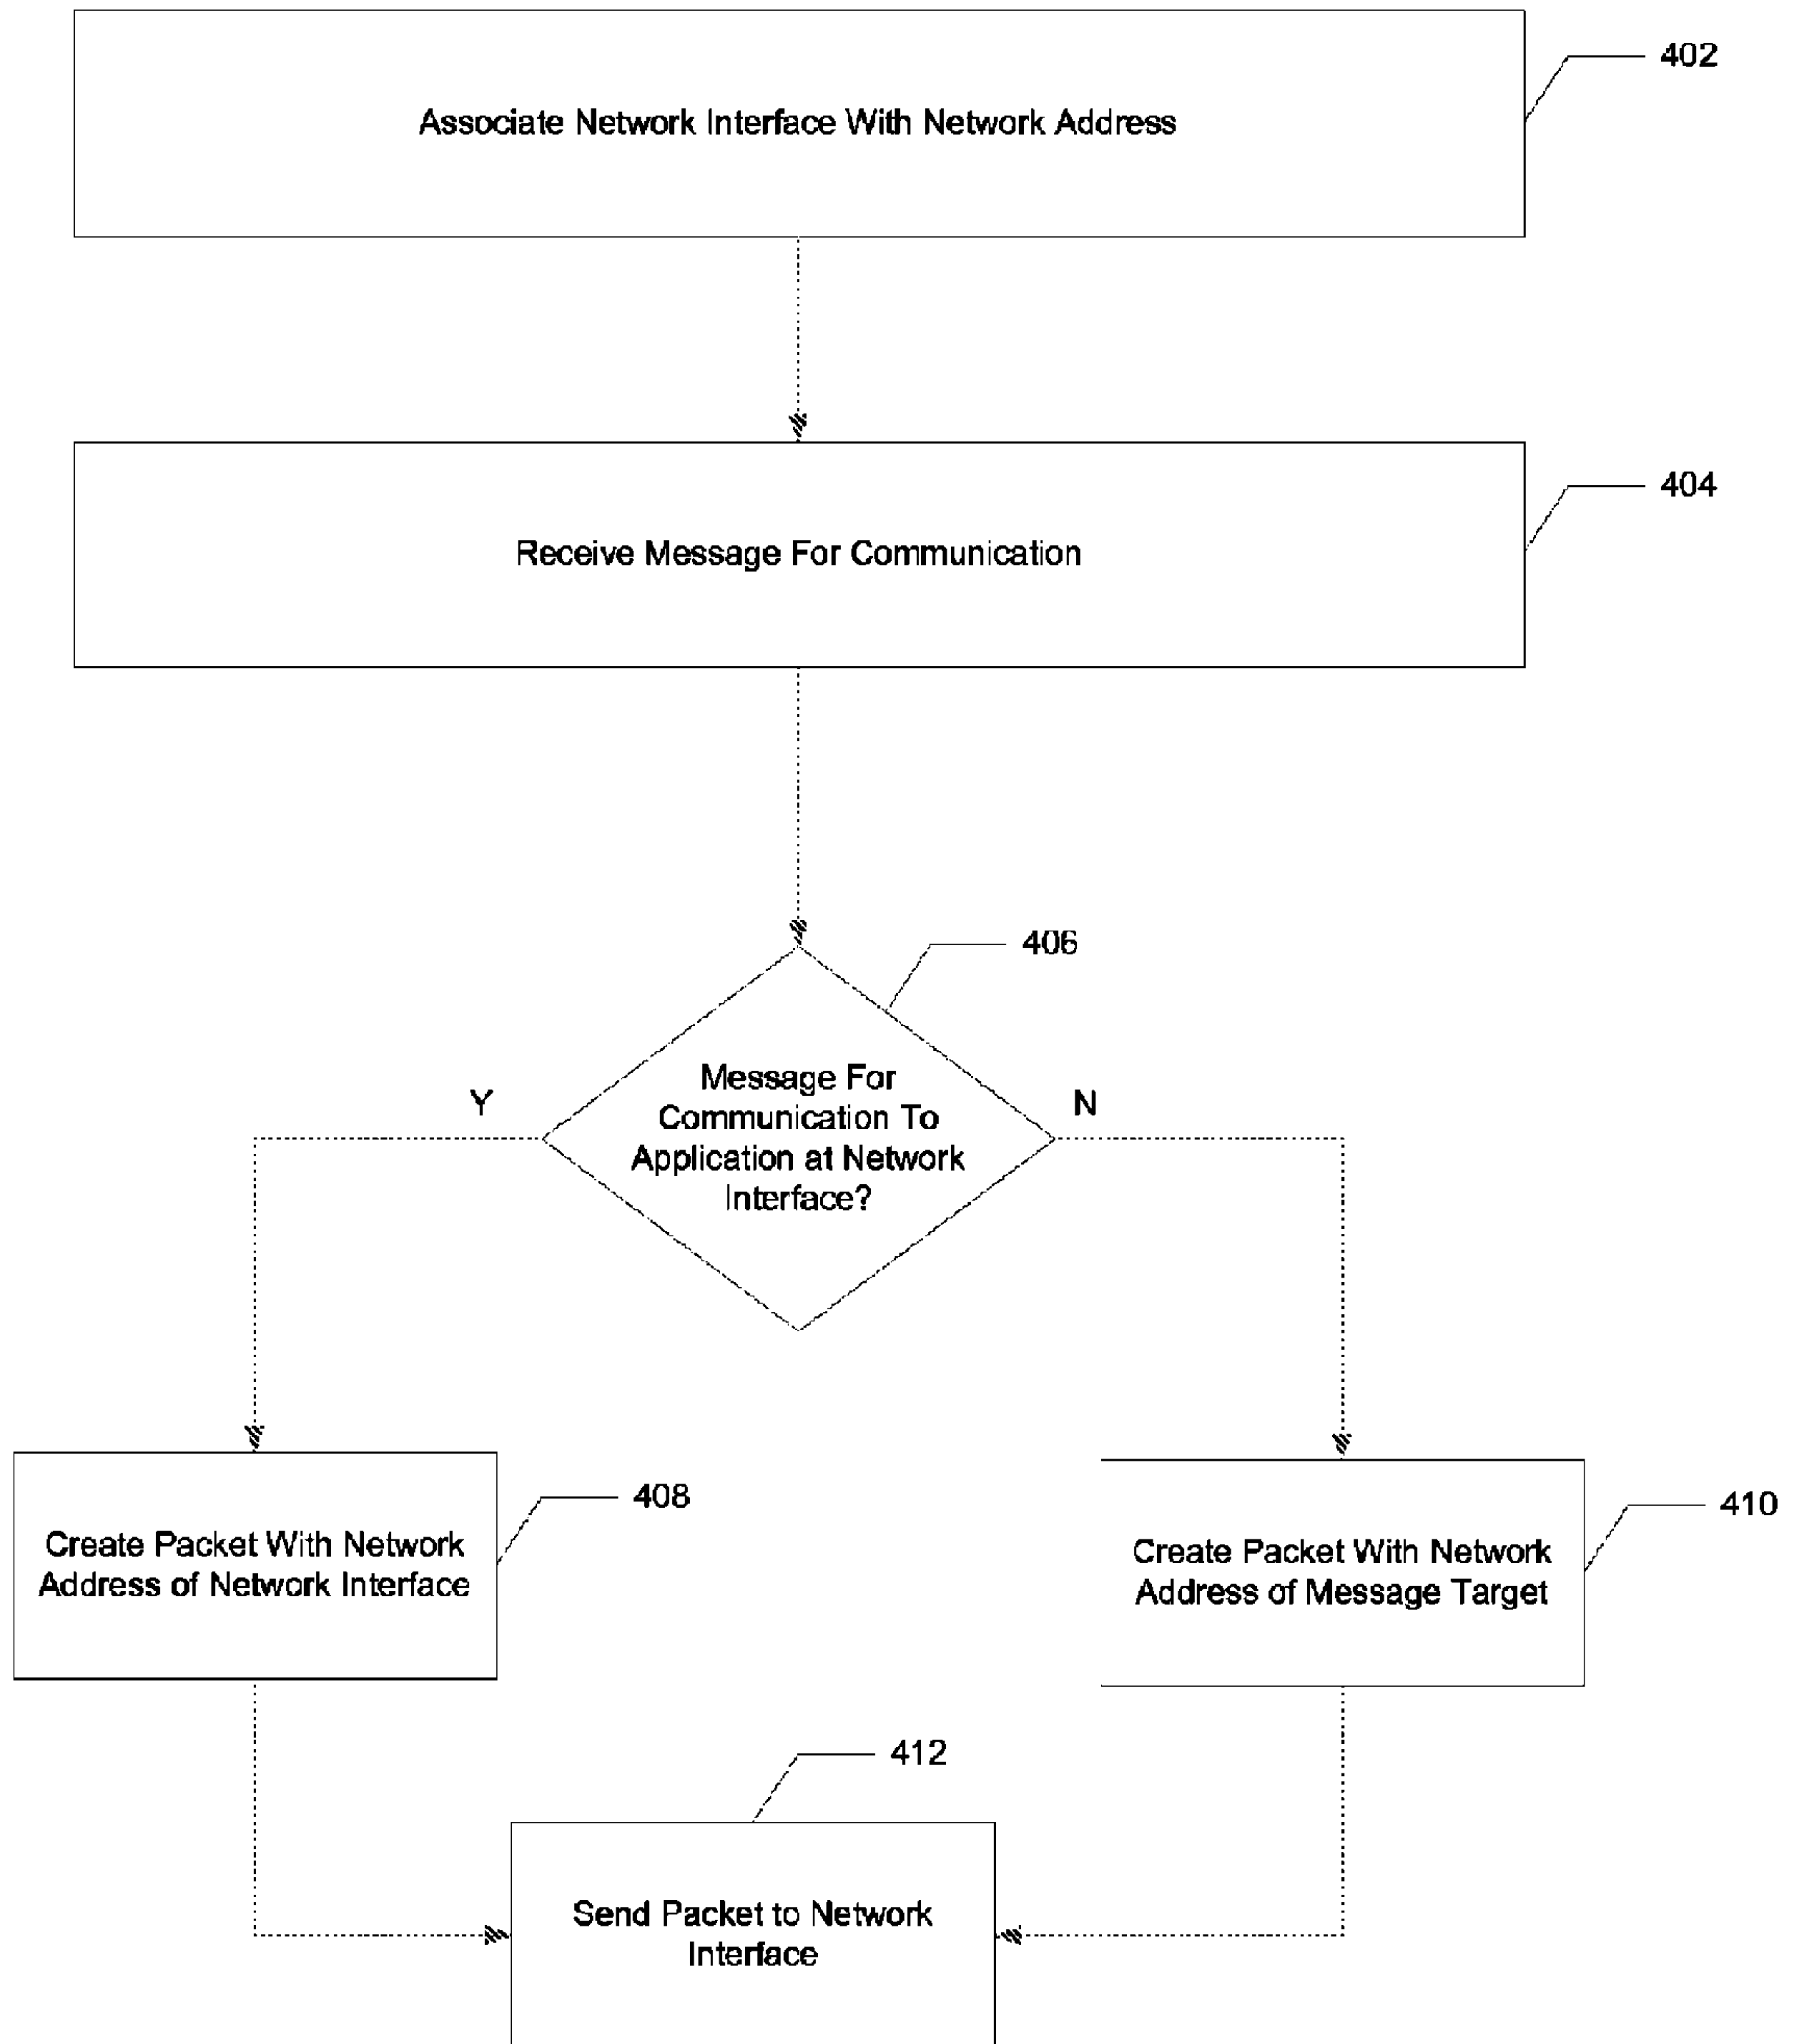 402
Associate Network Interface With Network Address
404
Receive Message For Communication
406
Message For
Communication To
Application at Network
Interface?
Y
N
408
Create Packet With Network
Address of Network Interface
410
Create Packet With Network
Address of Message Target
412
Send Packet to Network
Interface